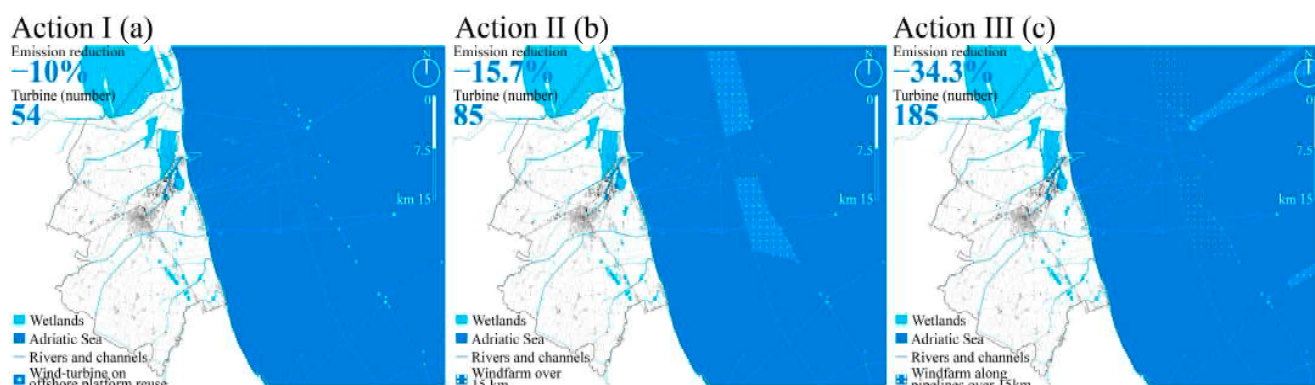 Action I (a)
Emission reduction
−10%
Turbine (number)
54
N
0
7.5
km 15
Wetlands
Adriatic Sea
Rivers and channels
Wind-turbine on
offshore platform reuse
Action II (b)
Emission reduction
−15.7%
Turbine (number)
85
N
0
7.5
km 15
Wetlands
Adriatic Sea
Rivers and channels
Windfarm over
15 km
Action III (c)
Emission reduction
−34.3%
Turbine (number)
185
N
0
7.5
km 15
Wetlands
Adriatic Sea
Rivers and channels
Windfarm along
pipelines over 15km